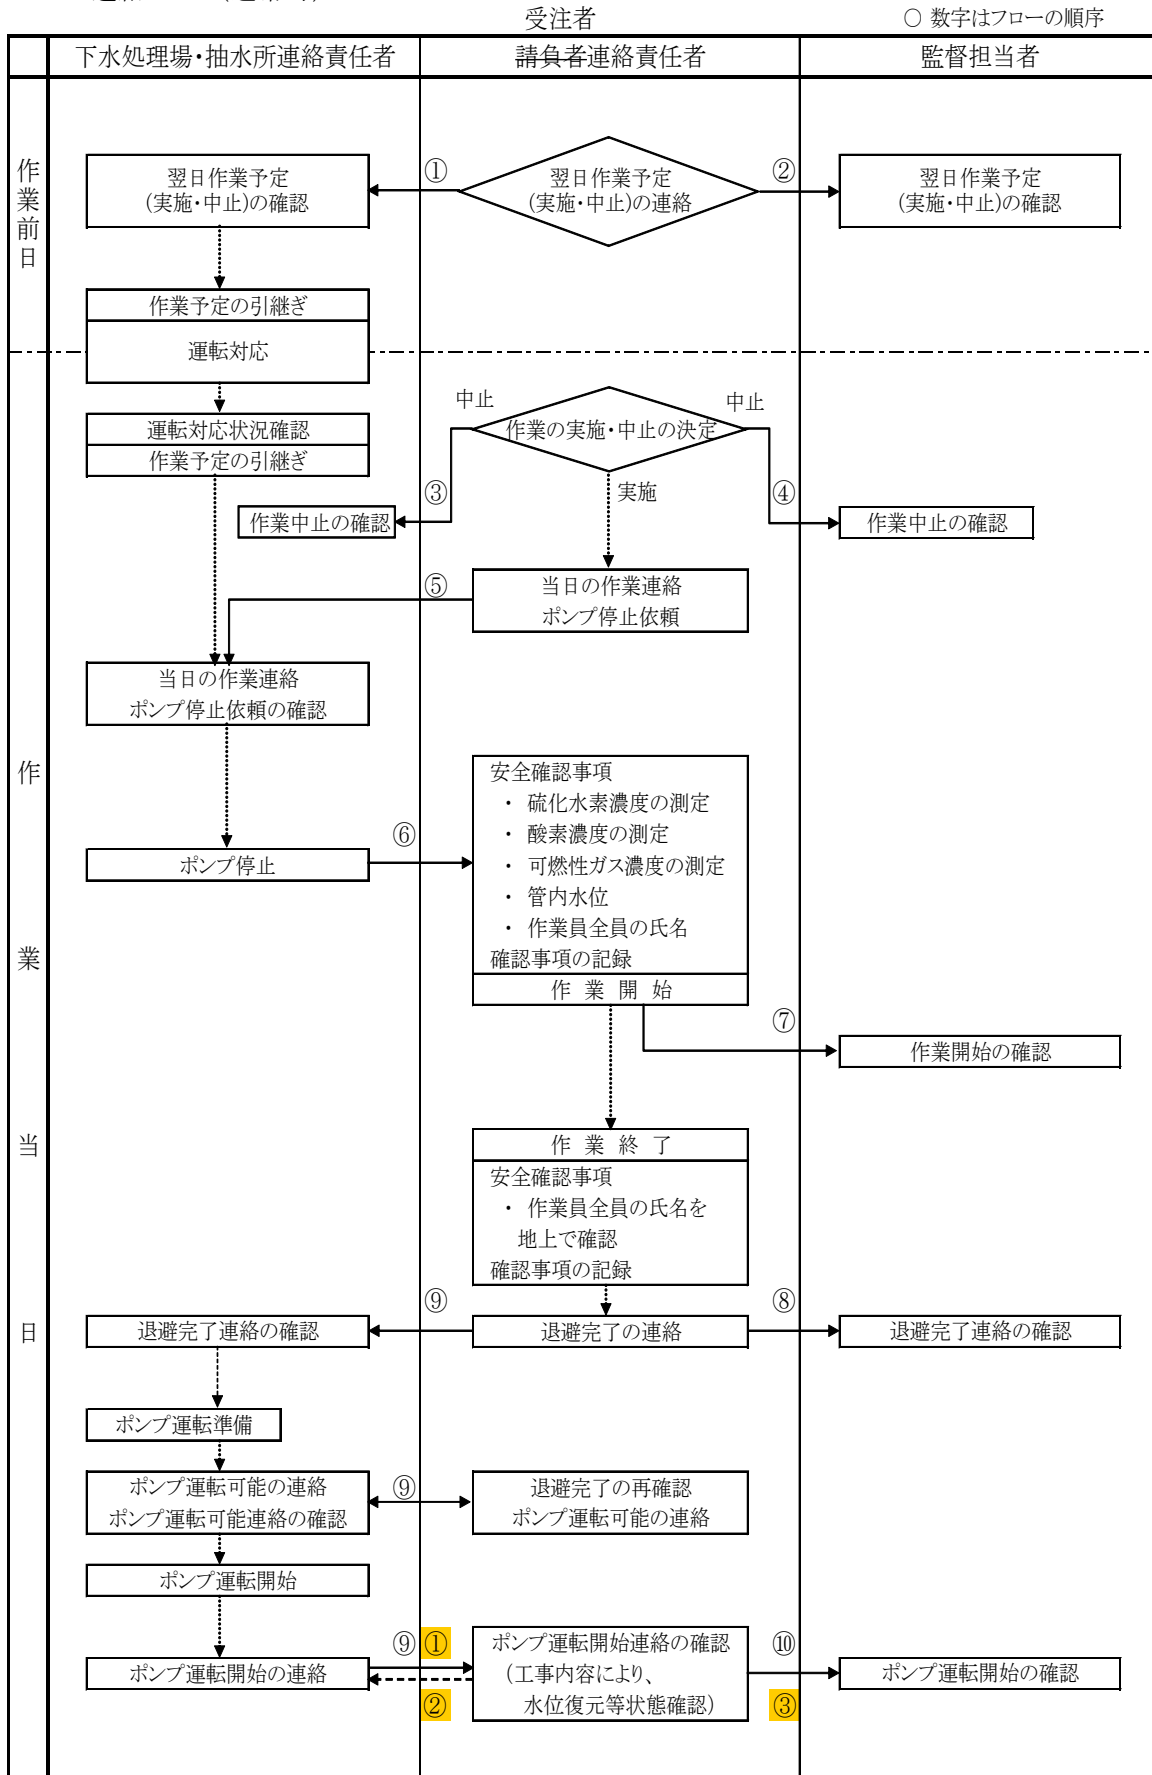 受注者
○ 数字はフローの順序
下水処理場・抽水所連絡責任者
請負者連絡責任者
監督担当者
作業前日
①
②
翌日作業予定
(実施・中止)の確認
翌日作業予定
(実施・中止)の連絡
翌日作業予定
(実施・中止)の確認
作業予定の引継ぎ
運転対応
中止
中止
運転対応状況確認
作業の実施・中止の決定
作業予定の引継ぎ
③
実施
④
作業中止の確認
作業中止の確認
⑤
当日の作業連絡
ポンプ停止依頼
当日の作業連絡
ポンプ停止依頼の確認
作業当日
安全確認事項
・ 硫化水素濃度の測定
・ 酸素濃度の測定
・ 可燃性ガス濃度の測定
・ 管内水位
・ 作業員全員の氏名
確認事項の記録
作 業 開 始
⑥
ポンプ停止
⑦
作業開始の確認
作 業 終 了
安全確認事項
・ 作業員全員の氏名を
地上で確認
確認事項の記録
⑨
⑧
退避完了連絡の確認
退避完了の連絡
退避完了連絡の確認
ポンプ運転準備
ポンプ運転可能の連絡
ポンプ運転可能連絡の確認
⑨
退避完了の再確認
ポンプ運転可能の連絡
ポンプ運転開始
⑨ ①
ポンプ運転開始連絡の確認
(工事内容により、
水位復元等状態確認)
⑩
ポンプ運転開始の連絡
ポンプ運転開始の確認
②
③